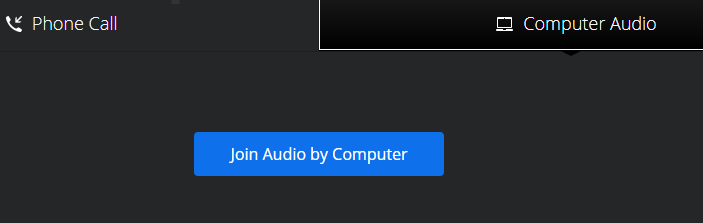 Phone Call
Computer Audio
Join Audio by Computer